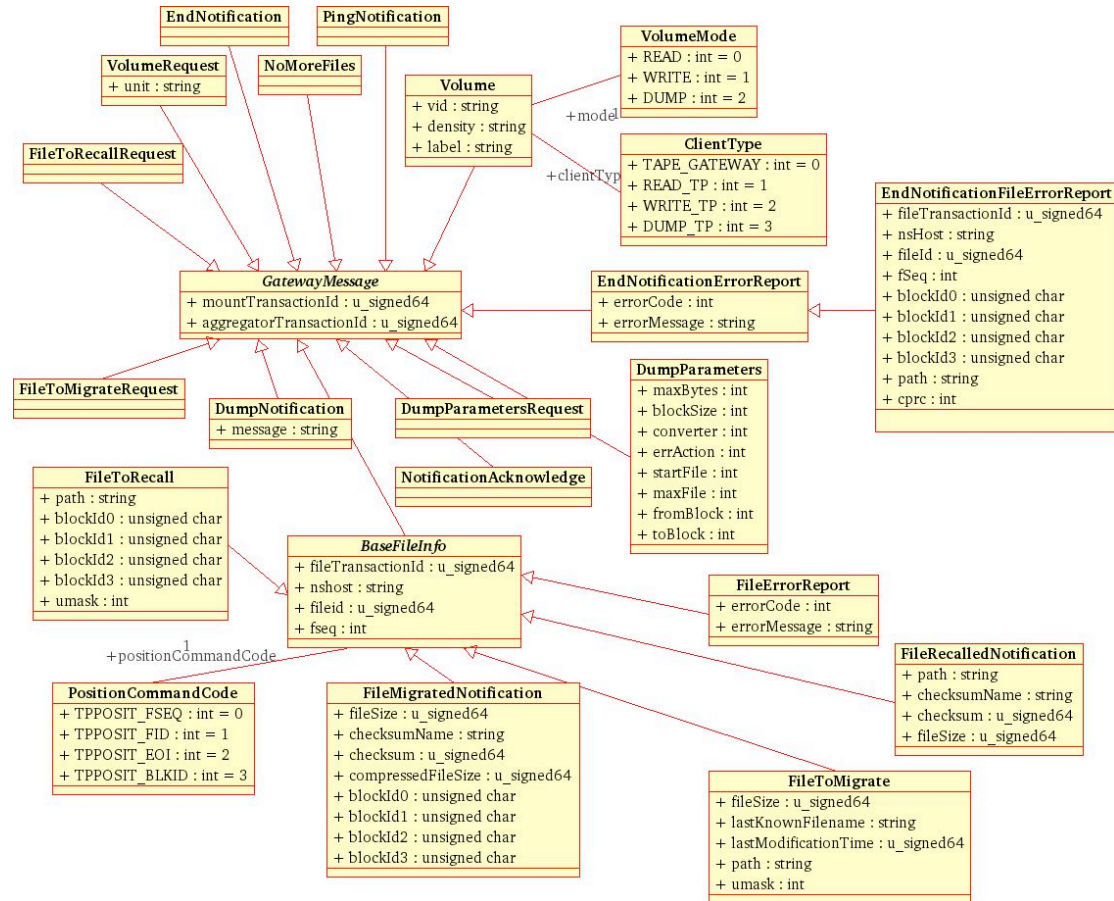 EndNotification
PingNotification
VolumeRequest
+ unit : string
NoMoreFiles
FileToRecallRequest
Volume
+ vid : string
+ density : string
+ label : string
VolumeMode
+ READ : int = 0
+ WRITE : int = 1
+ DUMP : int = 2
+mode
1
ClientType
+ TAPE_GATEWAY : int = 0
+ READ_TP : int = 1
+ WRITE_TP : int = 2
+ DUMP_TP : int = 3
+clientTyp
EndNotificationFileErrorReport
+ fileTransactionId : u_signed64
+ nsHost : string
+ fileId : u_signed64
+ fSeq : int
+ blockId0 : unsigned char
+ blockId1 : unsigned char
+ blockId2 : unsigned char
+ blockId3 : unsigned char
+ path : string
+ cprc : int
GatewayMessage
+ mountTransactionId : u_signed64
+ aggregatorTransactionId : u_signed64
EndNotificationErrorReport
+ errorCode : int
+ errorMessage : string
FileToMigrateRequest
DumpNotification
+ message : string
DumpParametersRequest
NotificationAcknowledge
DumpParameters
+ maxBytes : int
+ blockSize : int
+ converter : int
+ errAction : int
+ startFile : int
+ maxFile : int
+ fromBlock : int
+ toBlock : int
FileToRecall
+ path : string
+ blockId0 : unsigned char
+ blockId1 : unsigned char
+ blockId2 : unsigned char
+ blockId3 : unsigned char
+ umask : int
BaseFileInfo
+ fileTransactionId : u_signed64
+ nshost : string
+ fileid : u_signed64
+ fseq : int
FileErrorReport
+ errorCode : int
+ errorMessage : string
1
+positionCommandCode
PositionCommandCode
+ TPPOSIT_FSEQ : int = 0
+ TPPOSIT_FID : int = 1
+ TPPOSIT_EOI : int = 2
+ TPPOSIT_BLKID : int = 3
FileMigratedNotification
+ fileSize : u_signed64
+ checksumName : string
+ checksum : u_signed64
+ compressedFileSize : u_signed64
+ blockId0 : unsigned char
+ blockId1 : unsigned char
+ blockId2 : unsigned char
+ blockId3 : unsigned char
FileRecalledNotification
+ path : string
+ checksumName : string
+ checksum : u_signed64
+ fileSize : u_signed64
FileToMigrate
+ fileSize : u_signed64
+ lastKnownFilename : string
+ lastModificationTime : u_signed64
+ path : string
+ umask : int